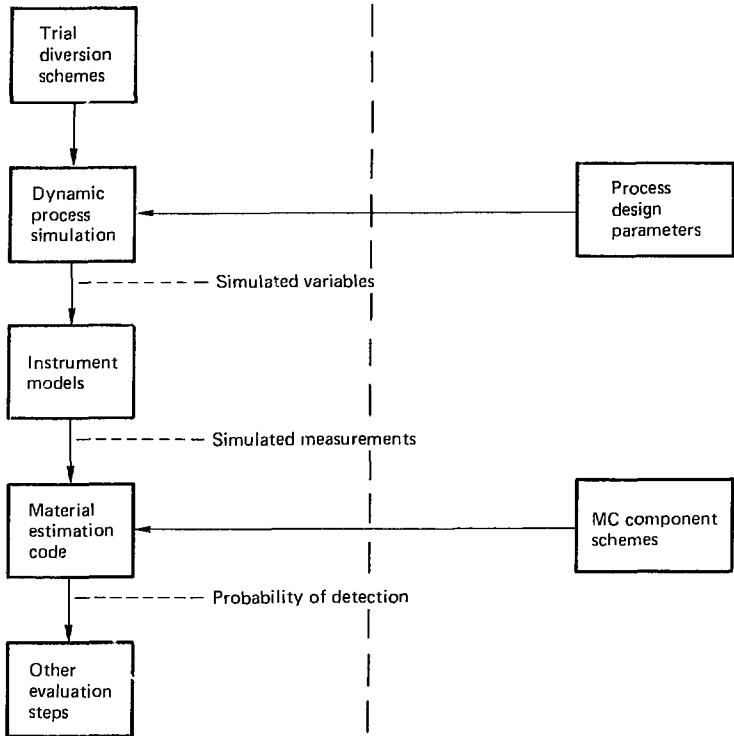 Trial
diversion
schemes
Dynamic
process
simulation
Process
design
parameters
Simulated variables
Instrument
models
Simulated measurements
Material
estimation
code
MC component
schemes
Probability of detection
Other
evaluation
steps